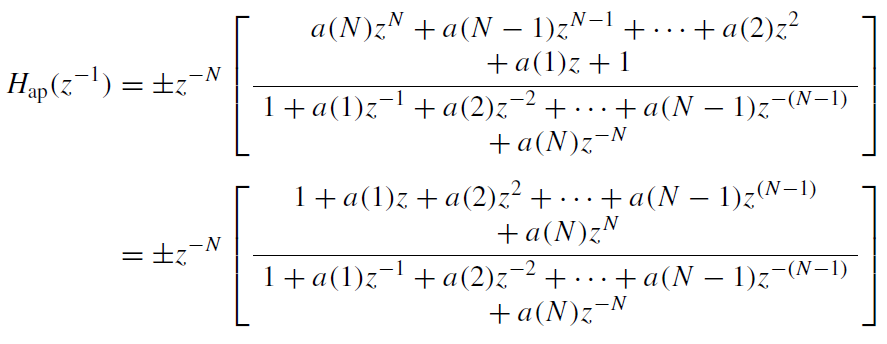 H_ap(z^{-1}) = ±z^{-N} [ a(N)z^N + a(N − 1)z^{N−1} + ··· + a(2)z^2
+ a(1)z + 1
1 + a(1)z^{-1} + a(2)z^{-2} + ··· + a(N − 1)z^{-(N−1)}
+ a(N)z^{-N} ]
= ±z^{-N} [ 1 + a(1)z + a(2)z^2 + ··· + a(N − 1)z^{(N−1)}
+ a(N)z^N
1 + a(1)z^{-1} + a(2)z^{-2} + ··· + a(N − 1)z^{-(N−1)}
+ a(N)z^{-N} ]